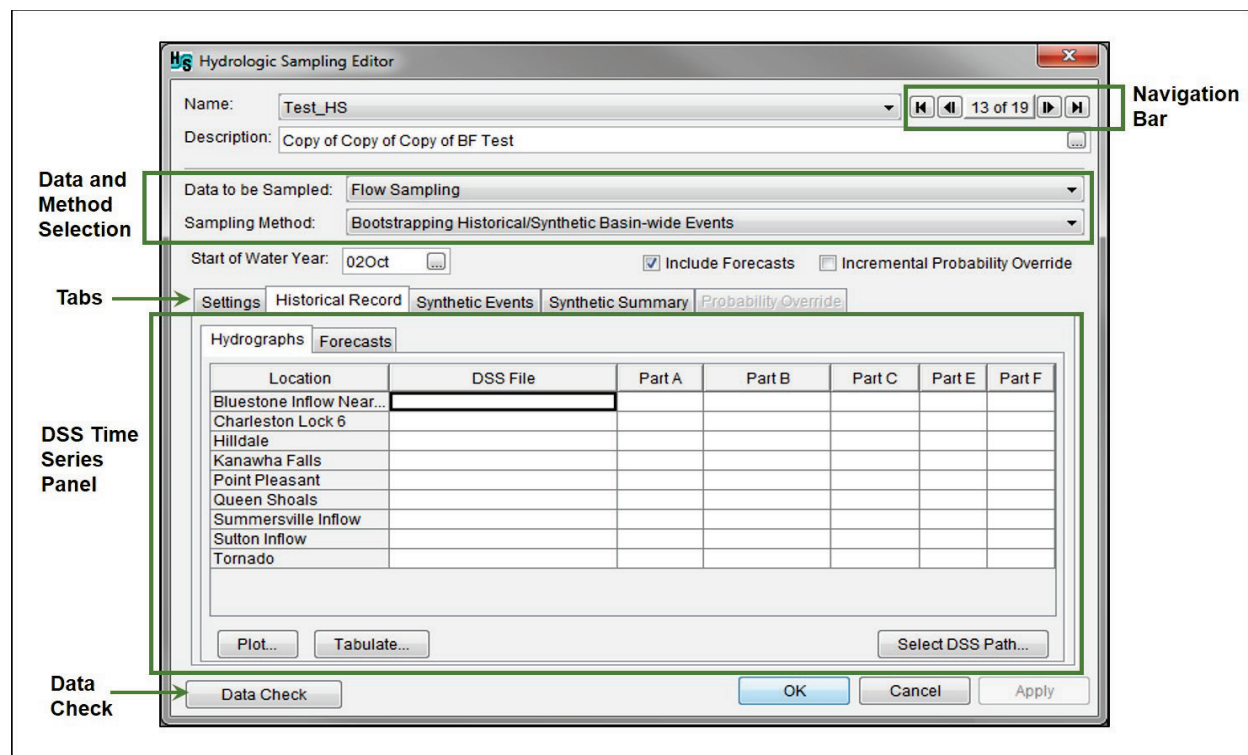 HS Hydrologic Sampling Editor
Name: Test_HS 13 of 19
Navigation
Bar
Description: Copy of Copy of Copy of BF Test ...
Data and
Method
Selection
Data to be Sampled: Flow Sampling
Sampling Method: Bootstrapping Historical/Synthetic Basin-wide Events
Start of Water Year: 02Oct ... Include Forecasts Incremental Probability Override
Tabs
Settings Historical Record Synthetic Events Synthetic Summary Probability Override
Hydrographs Forecasts
Location DSS File Part A Part B Part C Part E Part F
Bluestone Inflow Near...
Charleston Lock 6
Hilldale
Kanawha Falls
Point Pleasant
Queen Shoals
Summersville Inflow
Sutton Inflow
Tornado
DSS Time
Series
Panel
Plot... Tabulate... Select DSS Path...
Data
Check
Data Check OK Cancel Apply